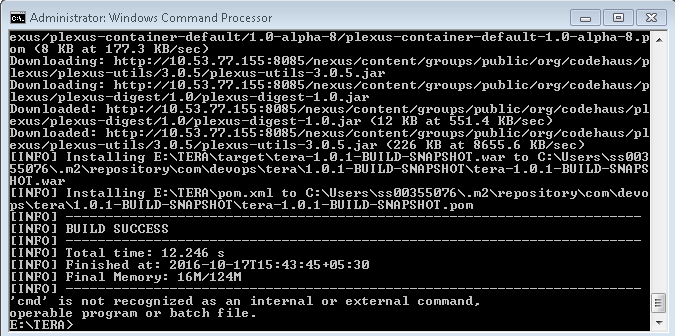 Administrator: Windows Command Processor
exus/plexus-container-default/1.0-alpha-8/plexus-container-default-1.0-alpha-8.p
om (8 KB at 177.3 KB/sec)
Downloading: http://10.53.77.155:8085/nexus/content/groups/public/org/codehaus/p
lexus/plexus-utils/3.0.5/plexus-utils-3.0.5.jar
Downloading: http://10.53.77.155:8085/nexus/content/groups/public/org/codehaus/p
lexus/plexus-digest/1.0/plexus-digest-1.0.jar
Downloaded: http://10.53.77.155:8085/nexus/content/groups/public/org/codehaus/pl
exus/plexus-digest/1.0/plexus-digest-1.0.jar (12 KB at 551.4 KB/sec)
Downloaded: http://10.53.77.155:8085/nexus/content/groups/public/org/codehaus/pl
exus/plexus-utils/3.0.5/plexus-utils-3.0.5.jar (226 KB at 8655.6 KB/sec)
[INFO] Installing E:\TERA\target\tera-1.0.1-BUILD-SNAPSHOT.war to C:\Users\ss003
55076\.m2\repository\com\devops\tera\1.0.1-BUILD-SNAPSHOT\tera-1.0.1-BUILD-SNAPS
HOT.war
[INFO] Installing E:\TERA\pom.xml to C:\Users\ss00355076\.m2\repository\com\devo
ps\tera\1.0.1-BUILD-SNAPSHOT\tera-1.0.1-BUILD-SNAPSHOT.pom
[INFO] ------------------------------------------------------------------------
[INFO] BUILD SUCCESS
[INFO] ------------------------------------------------------------------------
[INFO] Total time: 12.246 s
[INFO] Finished at: 2016-10-17T15:43:45+05:30
[INFO] Final Memory: 16M/124M
[INFO] ------------------------------------------------------------------------
'cmd' is not recognized as an internal or external command,
operable program or batch file.
E:\TERA>